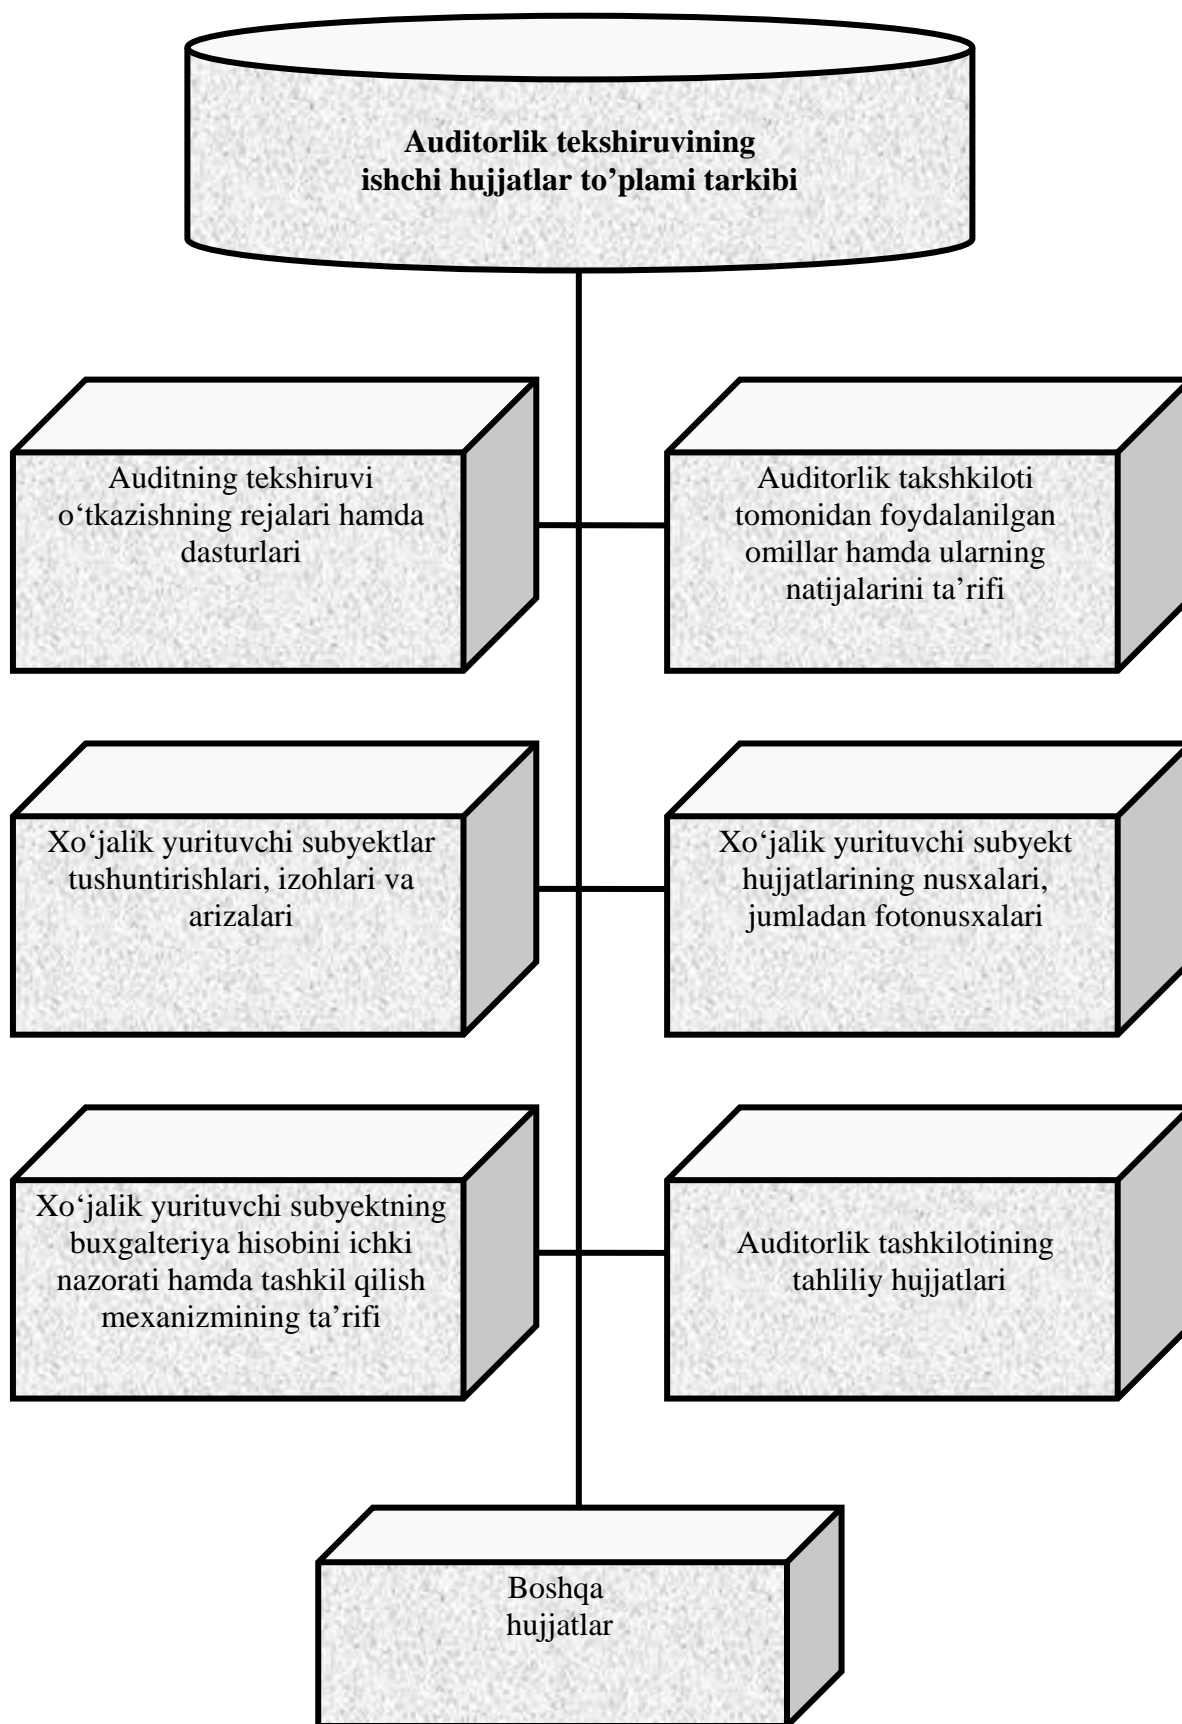 Auditorlik tekshiruvining
ishchi hujjatlar to’plami tarkibi
Auditning tekshiruvi
o‘tkazishning rejalari hamda
dasturlari
Auditorlik takshkiloti
tomonidan foydalanilgan
omillar hamda ularning
natijalarini ta’rifi
Xo‘jalik yurituvchi subyektlar
tushuntirishlari, izohlari va
arizalari
Xo‘jalik yurituvchi subyekt
hujjatlarining nusxalari,
jumladan fotonusxalari
Xo‘jalik yurituvchi subyektning
buxgalteriya hisobini ichki
nazorati hamda tashkil qilish
mexanizmining ta’rifi
Auditorlik tashkilotining
tahliliy hujjatlari
Boshqa
hujjatlar